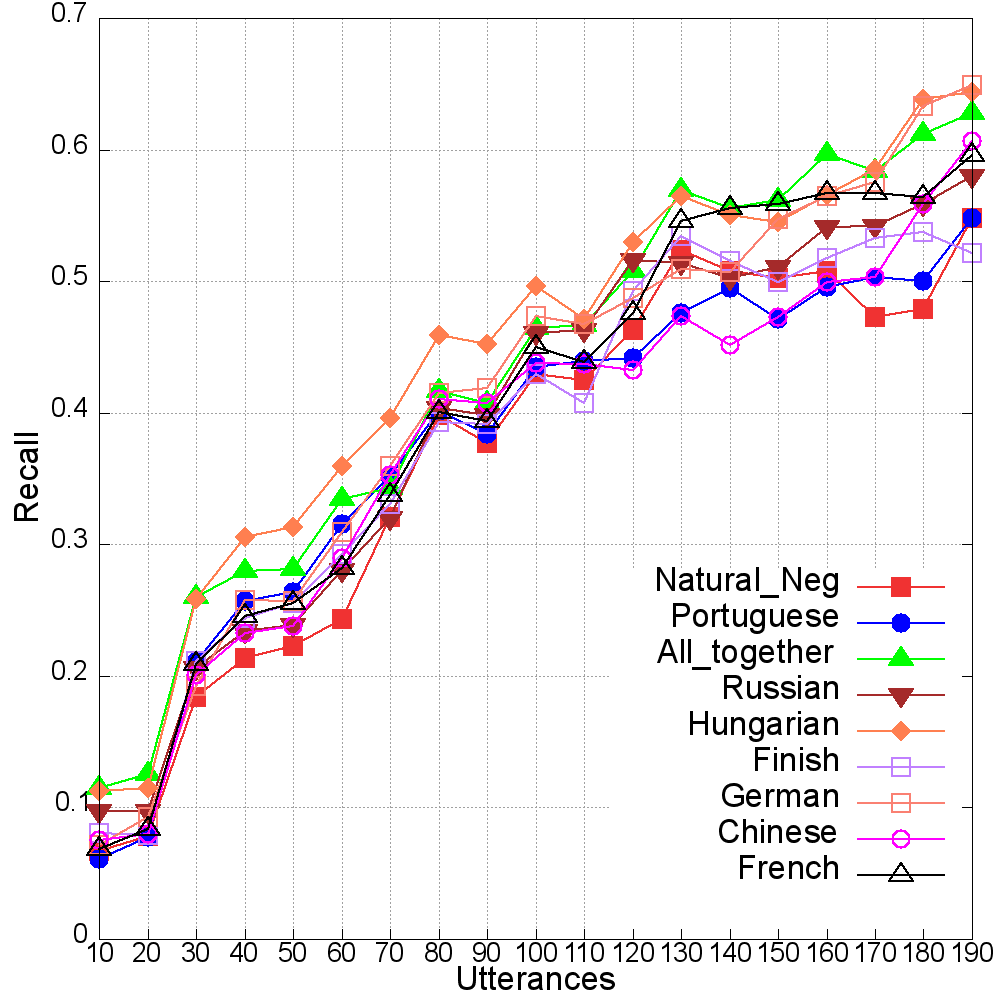 0.7
0.6
0.5
0.4
0.3
0.2
0.1
0
Recall
Natural_Neg
Portuguese
All_together
Russian
Hungarian
Finish
German
Chinese
French
10 20 30 40 50 60 70 80 90 100 110 120 130 140 150 160 170 180 190
Utterances